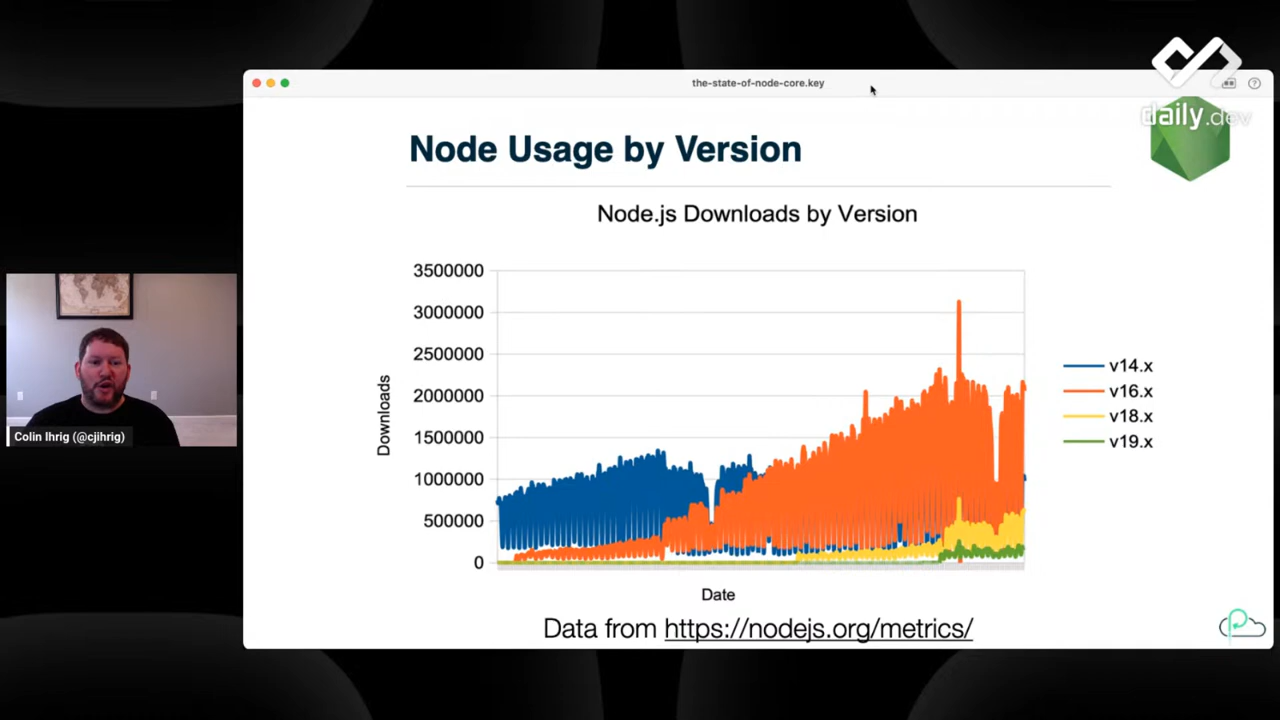 the-state-of-node-core.key
daily.dev
Node Usage by Version
Node.js Downloads by Version
3500000
3000000
2500000
2000000
1500000
1000000
500000
0
Downloads
Date
v14.x
v16.x
v18.x
v19.x
Data from https://nodejs.org/metrics/
Colin Ihrig (@cjihrig)